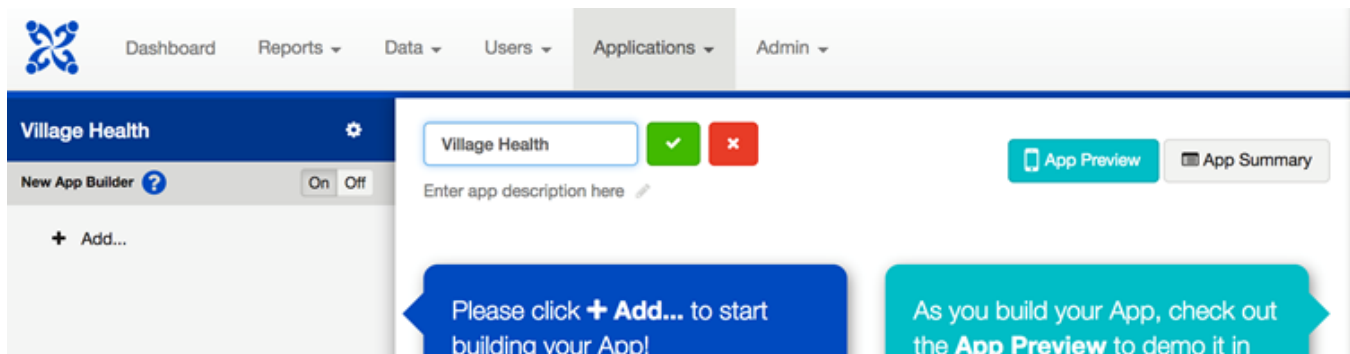 Dashboard Reports Data Users Applications Admin
Village Health
New App Builder ? On Off
+ Add...
Village Health
Enter app description here
App Preview App Summary
Please click + Add... to start
building your App!
As you build your App, check out
the App Preview to demo it in